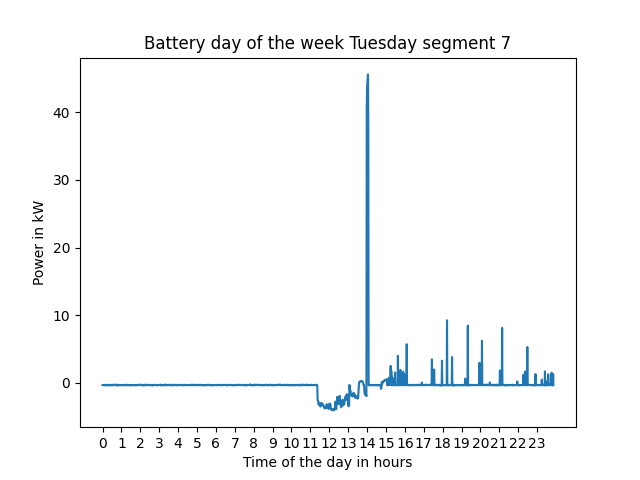 Battery day of the week Tuesday segment 7
Power in kW
40
30
20
10
0
0 1 2 3 4 5 6 7 8 9 10 11 12 13 14 15 16 17 18 19 20 21 22 23
Time of the day in hours